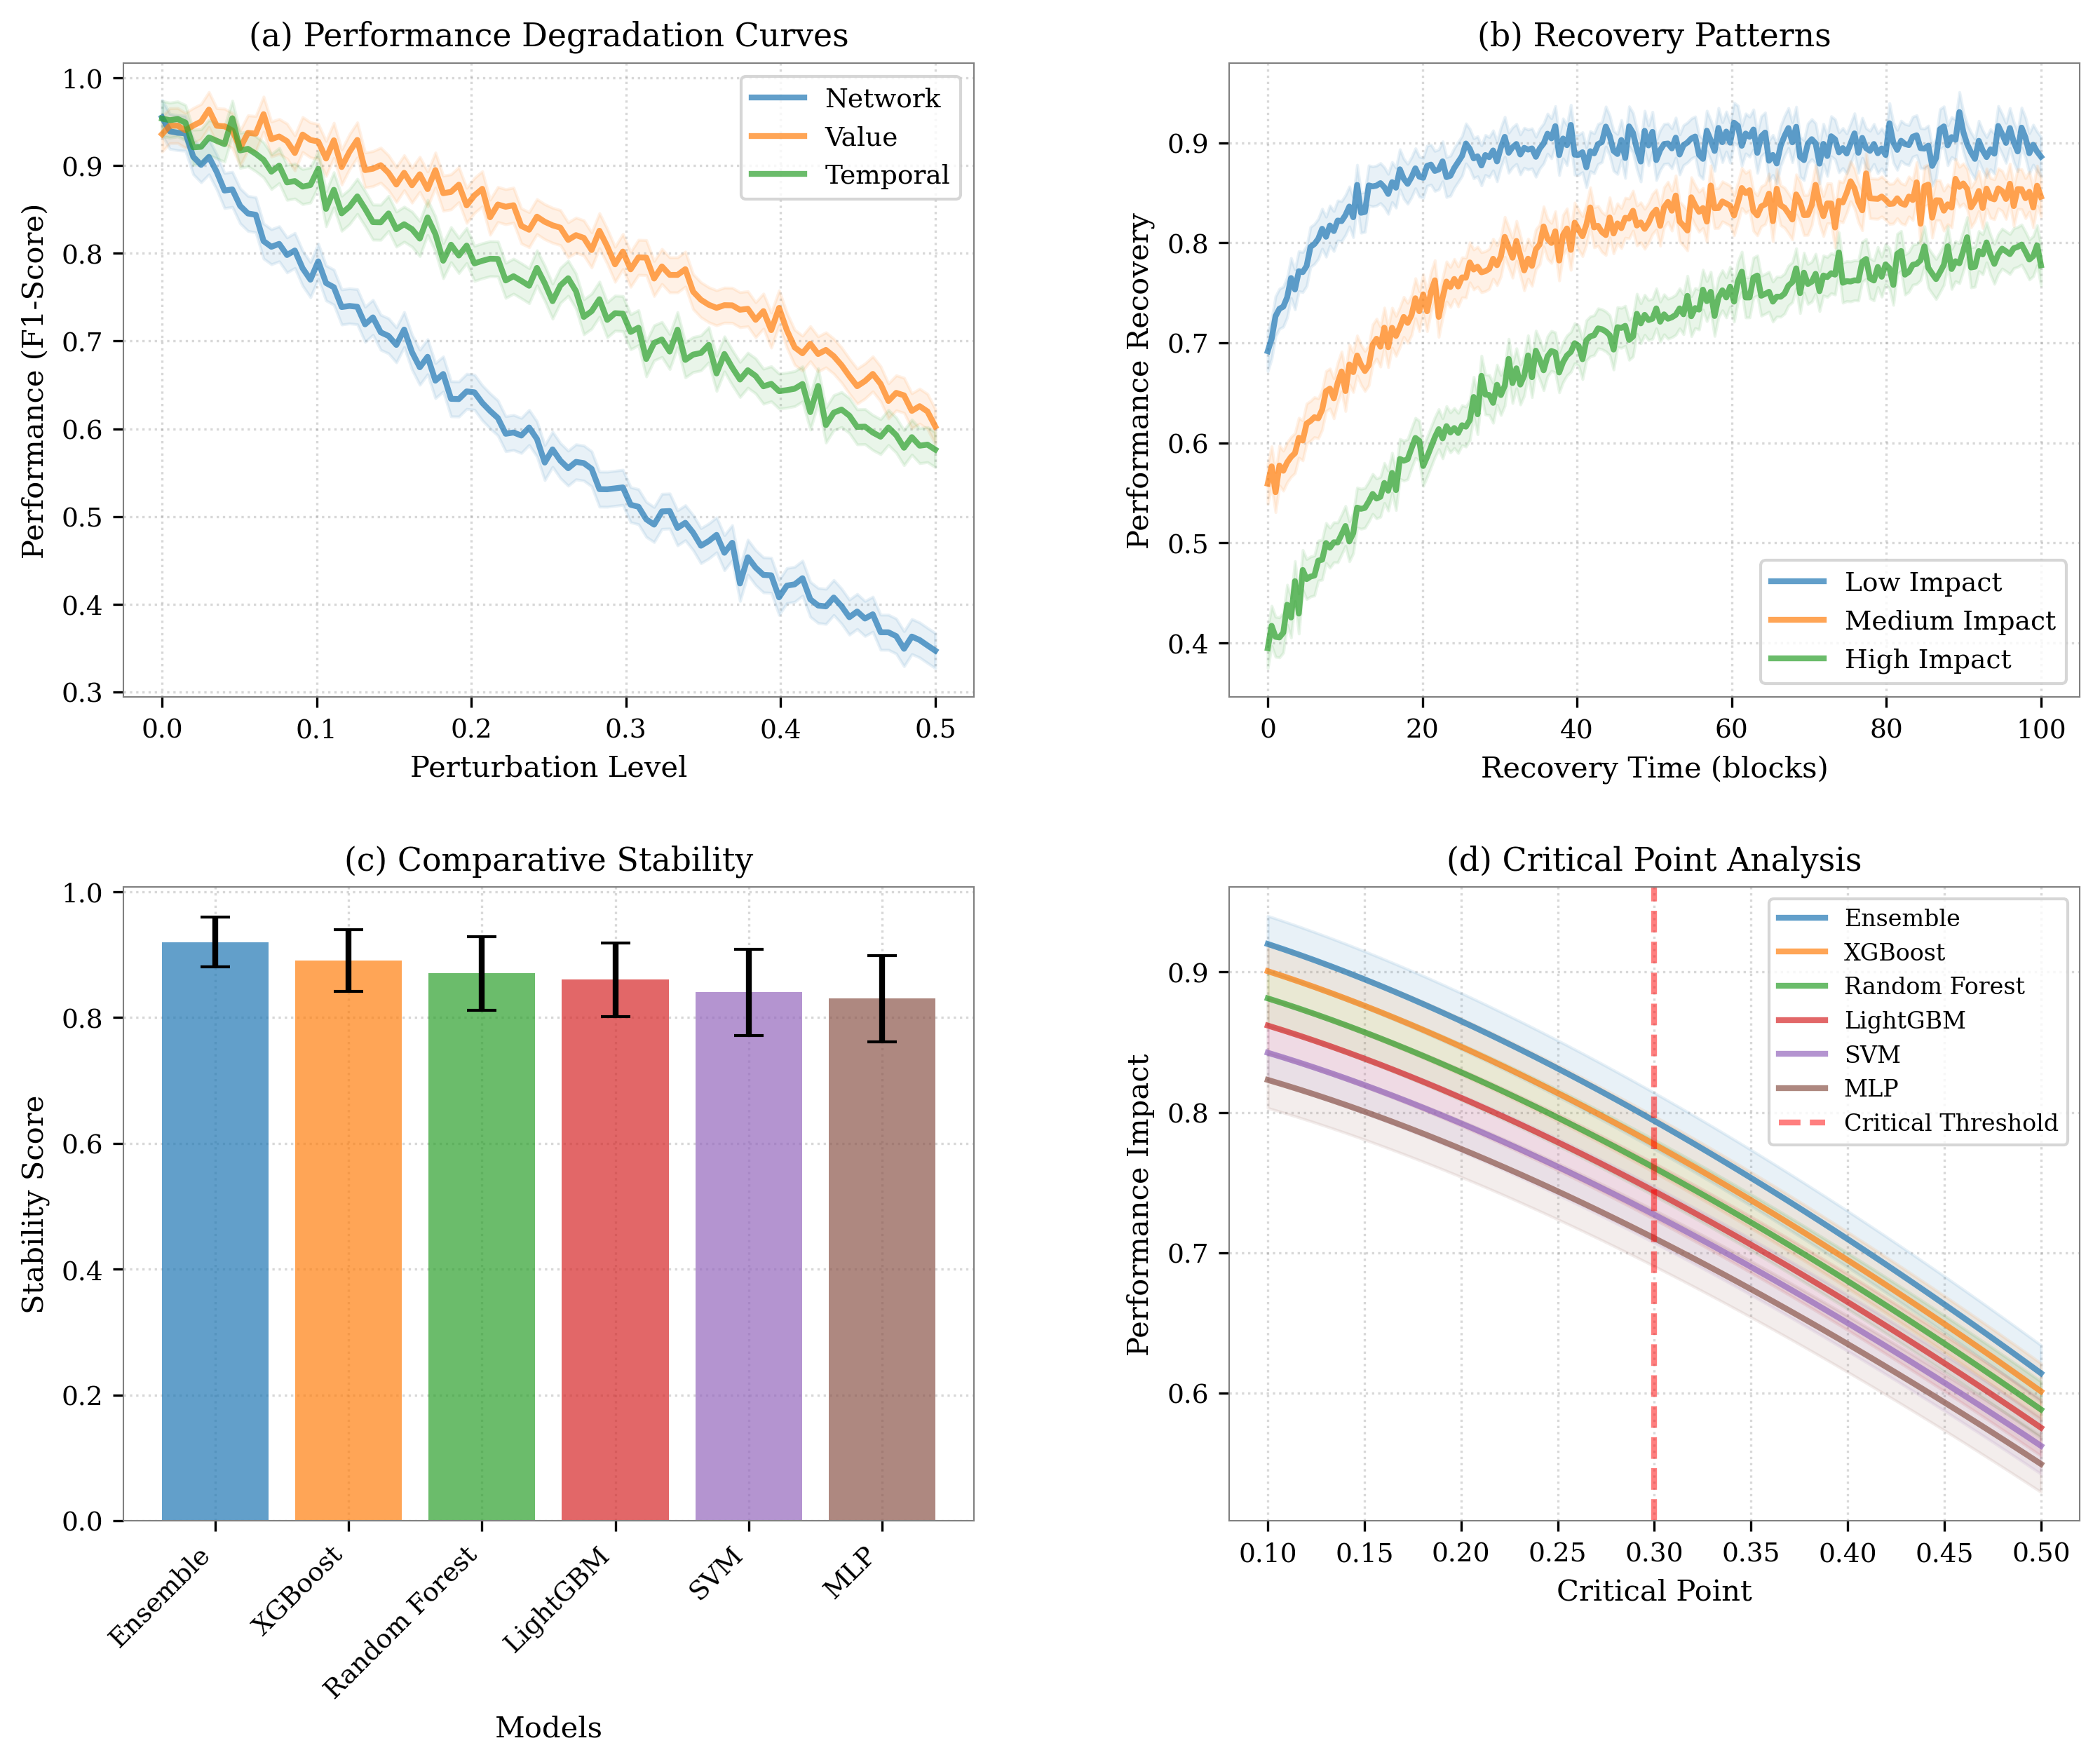 (a) Performance Degradation Curves
Performance (F1-Score)
1.0
0.9
0.8
0.7
0.6
0.5
0.4
0.3
0.0 0.1 0.2 0.3 0.4 0.5
Perturbation Level
Network
Value
Temporal
(b) Recovery Patterns
Performance Recovery
0.9
0.8
0.7
0.6
0.5
0.4
0 20 40 60 80 100
Recovery Time (blocks)
Low Impact
Medium Impact
High Impact
(c) Comparative Stability
Stability Score
1.0
0.8
0.6
0.4
0.2
0.0
Ensemble
XGBoost
Random Forest
LightGBM
SVM
MLP
Models
(d) Critical Point Analysis
Performance Impact
0.9
0.8
0.7
0.6
0.10 0.15 0.20 0.25 0.30 0.35 0.40 0.45 0.50
Critical Point
Ensemble
XGBoost
Random Forest
LightGBM
SVM
MLP
Critical Threshold